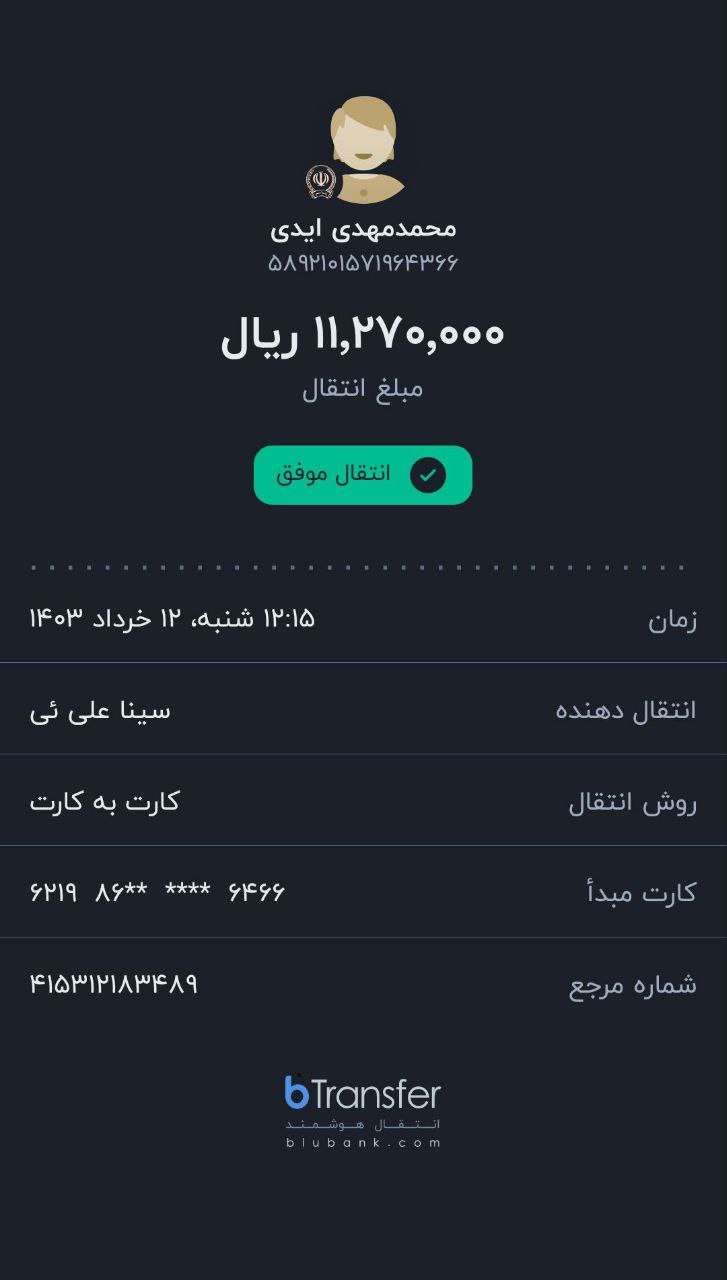 محمدمهدی ایدی
۵۸۹۲۱۰۱۵۷۱۹۶۴۳۶۶
۱۱,۲۷۰,۰۰۰ ریال
مبلغ انتقال
انتقال موفق
زمان ۱۲:۱۵ شنبه، ۱۲ خرداد ۱۴۰۳
انتقال دهنده سینا علی ئی
روش انتقال کارت به کارت
کارت مبدأ ۶۲۱۹ ۸۶** **** ۶۴۶۶
شماره مرجع ۴۱۵۳۱۲۱۸۳۴۸۹
bTransfer
انتقال هوشمند
blubank.com